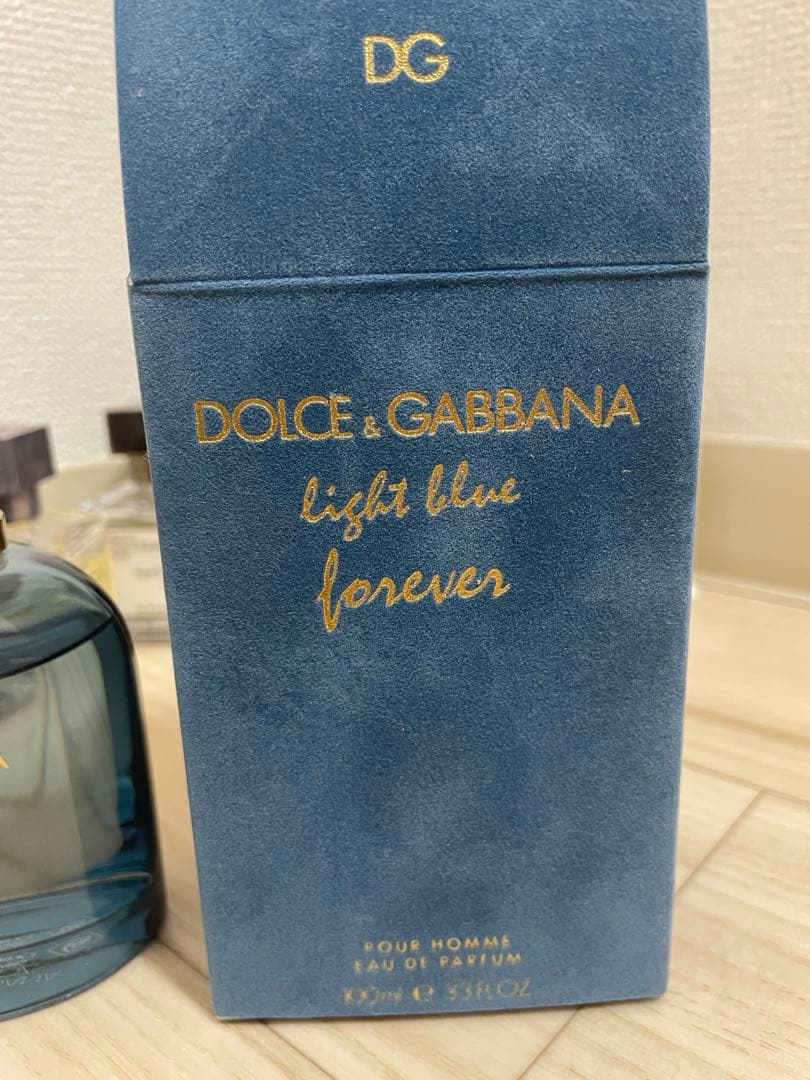 DG
DOLCE & GABBANA
light blue
forever
POUR HOMME
EAU DE PARFUM
100ml e 3.3 FL.OZ